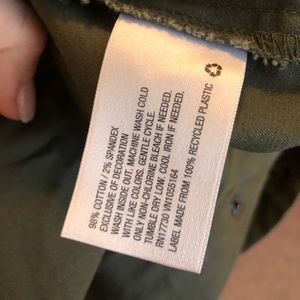 98% COTTON / 2% SPANDEX
EXCLUSIVE OF DECORATION
WASH INSIDE OUT. MACHINE WASH COLD
WITH LIKE COLORS, GENTLE CYCLE.
ONLY NON-CHLORINE BLEACH IF NEEDED.
TUMBLE DRY LOW. COOL IRON IF NEEDED.
RN17730 VN1055164
LABEL MADE FROM 100% RECYCLED PLASTIC